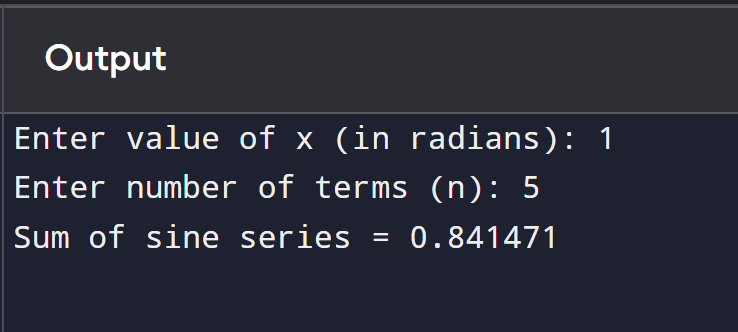 Output
Enter value of x (in radians): 1
Enter number of terms (n): 5
Sum of sine series = 0.841471